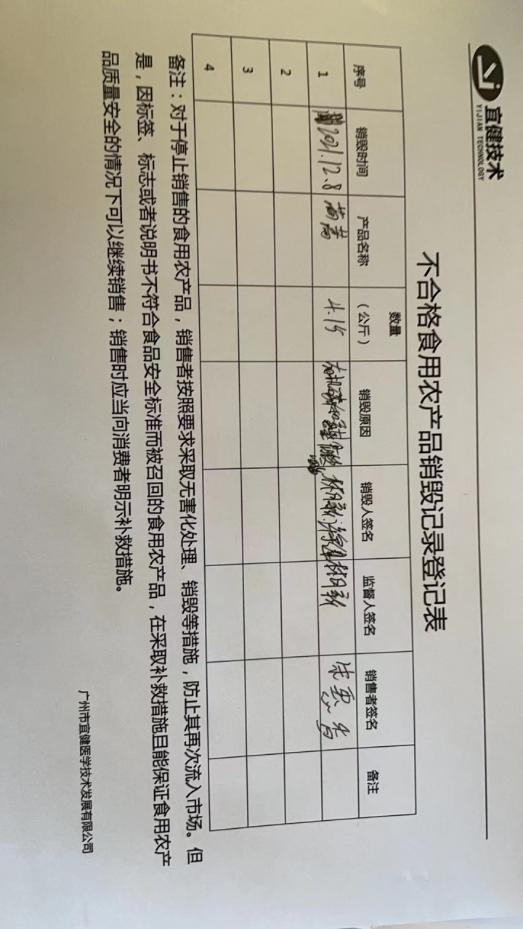 宜健技术
YIJIAN TECHNOLOGY
不合格食用农产品销毁记录登记表
序号 销毁时间 产品名称 数量（公斤） 销毁原因 销毁人签名 监督人签名 销售者签名 备注
1 2021.12.8 4.15
2
3
4
备注：对于停止销售的食用农产品，销售者按照要求采取无害化处理、销毁等措施，防止其再次流入市场。但
是，因标签、标志或者说明书不符合食品安全标准而被召回的食用农产品，在采取补救措施且能保证食用农产
品质量安全的情况下可以继续销售；销售时应当向消费者明示补救措施。
广州市宜健医学技术发展有限公司